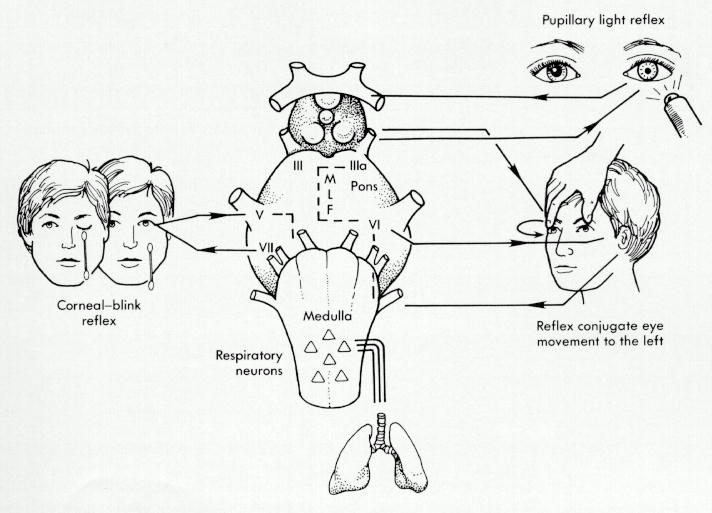 Pupillary light reflex
III
IIIa
M
L
F
Pons
V
VI
VII
Corneal–blink
reflex
Medulla
Respiratory
neurons
Reflex conjugate eye
movement to the left